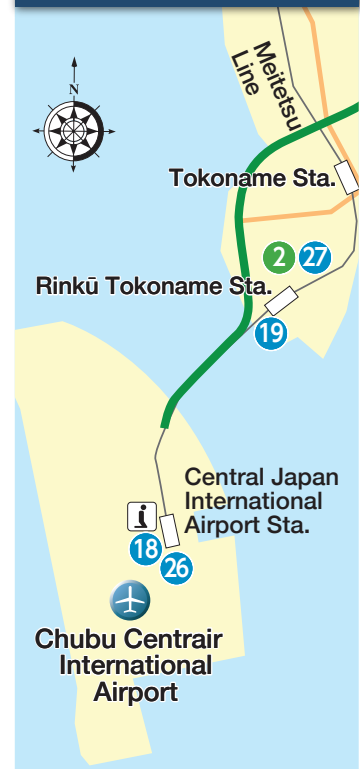 N
Meitetsu
Line
Tokoname Sta.
2
27
Rinkū Tokoname Sta.
19
Central Japan
International
Airport Sta.
i
18
26
Chubu Centrair
International
Airport